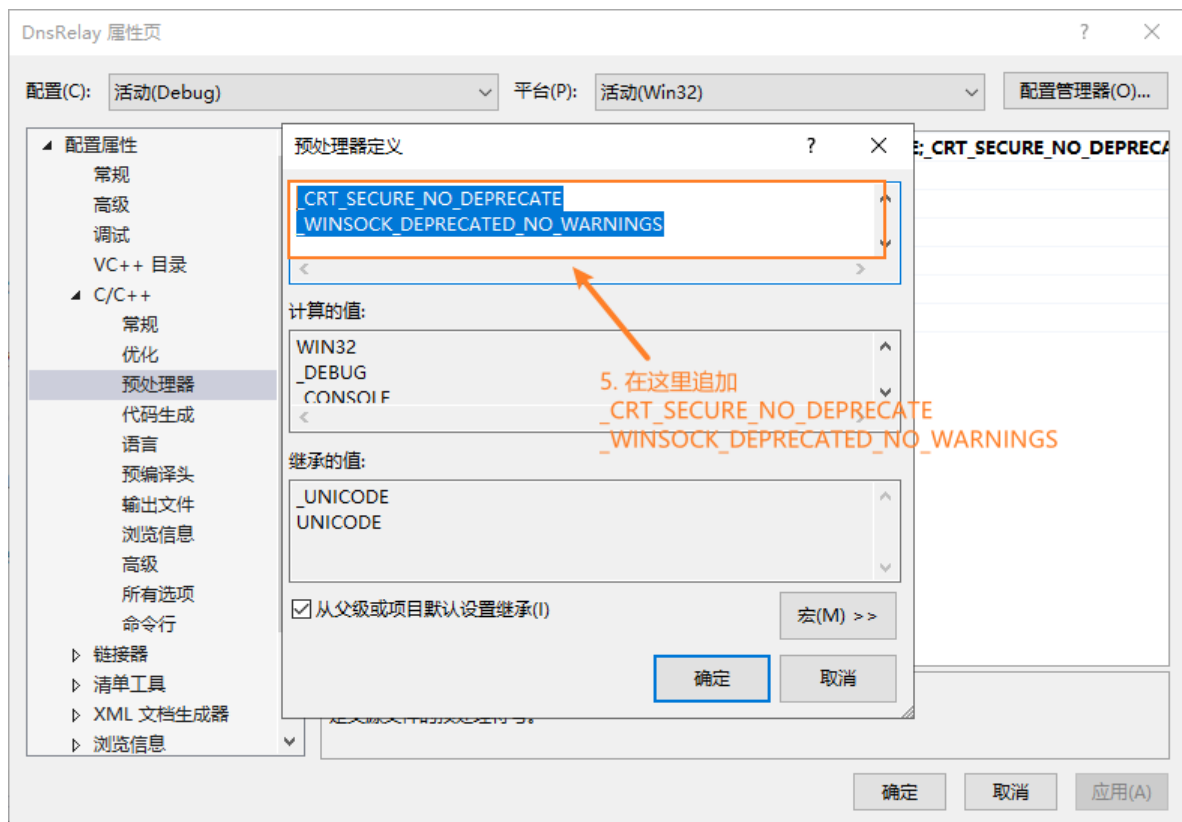 DnsRelay 属性页
配置(C): 活动(Debug) 平台(P): 活动(Win32) 配置管理器(O)...
配置属性
常规
高级
调试
VC++ 目录
C/C++
常规
优化
预处理器
代码生成
语言
预编译头
输出文件
浏览信息
高级
所有选项
命令行
链接器
清单工具
XML 文档生成器
浏览信息
预处理器定义
_CRT_SECURE_NO_DEPRECATE
_WINSOCK_DEPRECATED_NO_WARNINGS
计算的值:
WIN32
_DEBUG
_CONSOLE
5. 在这里追加
_CRT_SECURE_NO_DEPRECATE
_WINSOCK_DEPRECATED_NO_WARNINGS
继承的值:
_UNICODE
UNICODE
从父级或项目默认设置继承(I)
宏(M) >>
确定 取消
;_CRT_SECURE_NO_DEPRECA
确定 取消 应用(A)